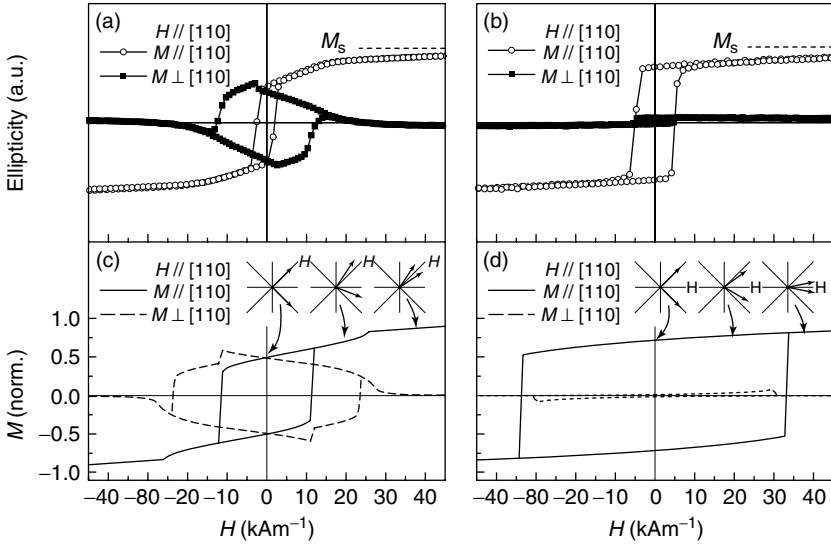 (a)
H // [110]
M // [110]
M ⊥ [110]
M_s
(b)
H // [110]
M // [110]
M ⊥ [110]
M_s
Ellipticity (a.u.)
(c)
H // [110]
M // [110]
M ⊥ [110]
H H H
(d)
H // [110]
M // [110]
M ⊥ [110]
H H H
1.0
0.5
0.0
−0.5
−1.0
M (norm.)
−40 −30 −20 −10 0 10 20 30 40
−40 −30 −20 −10 0 10 20 30 40
H (kAm⁻¹)
H (kAm⁻¹)